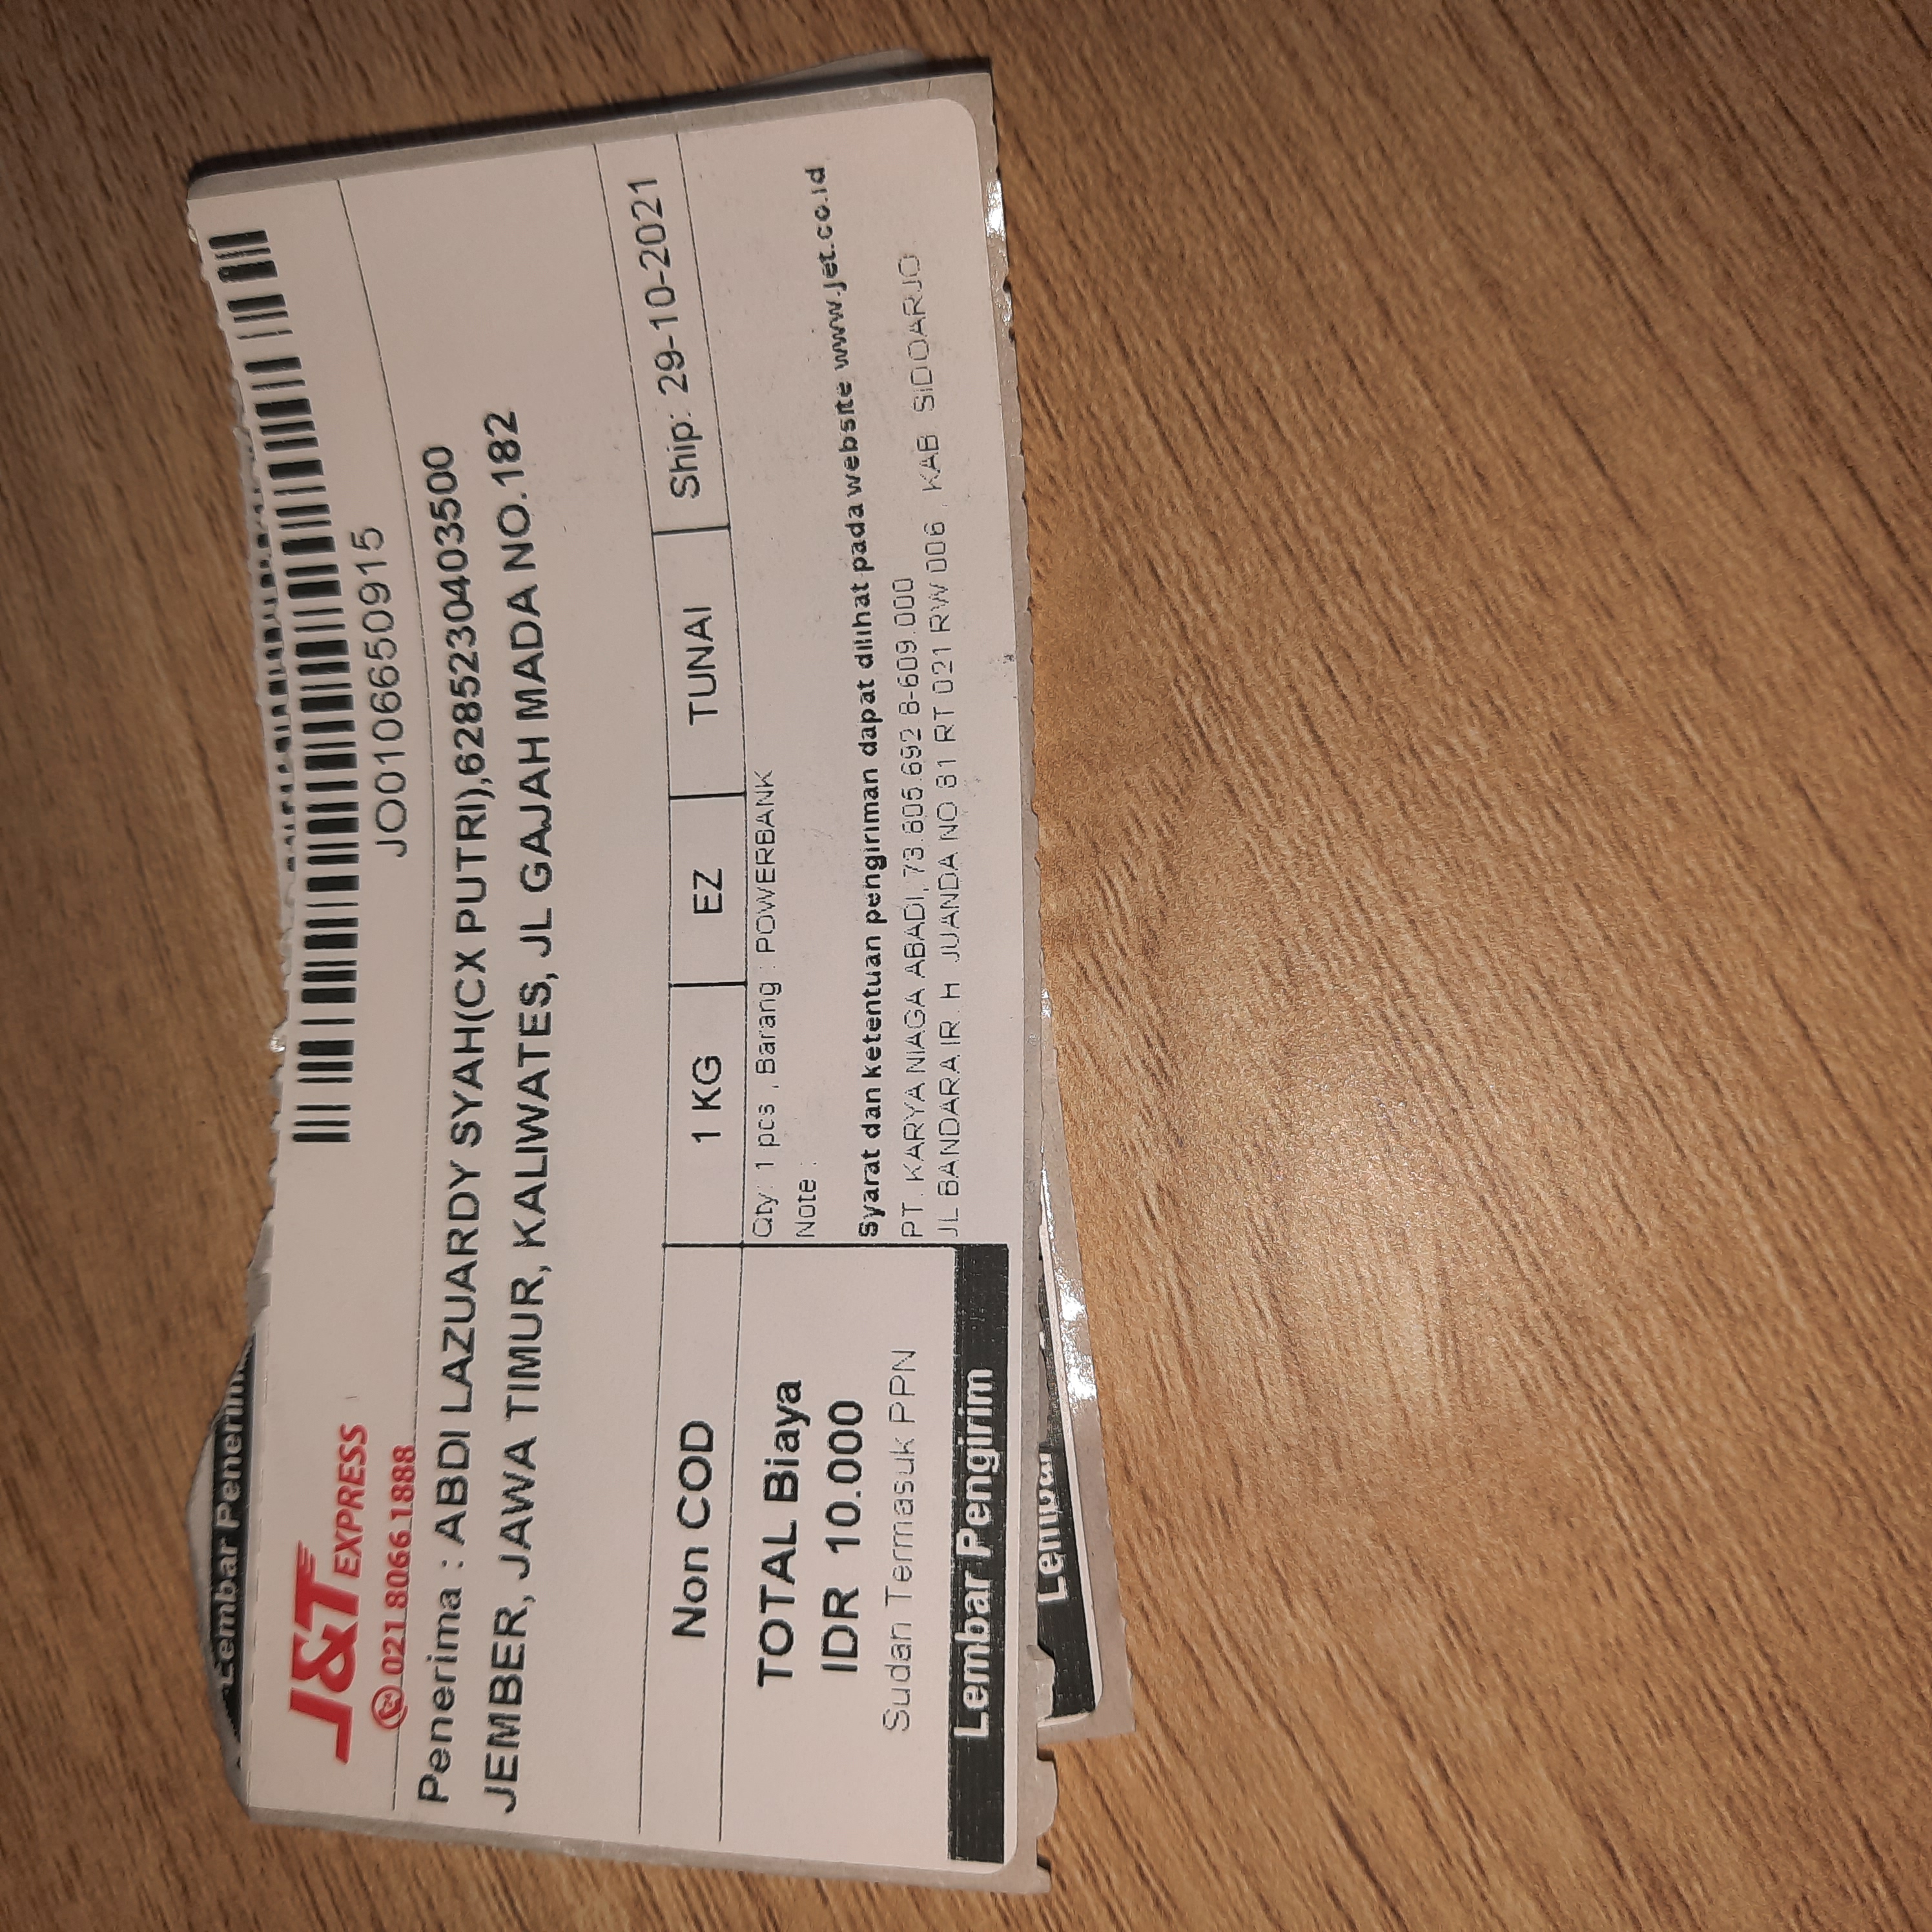 Lembar Penerim
J&T EXPRESS
021 8066 1888
JO0106650915
Penerima : ABDI LAZUARDY SYAH(CX PUTRI),6285230403500
JEMBER, JAWA TIMUR, KALIWATES, JL GAJAH MADA NO.182
Non COD
1 KG
EZ
TUNAI
Ship: 29-10-2021
TOTAL Biaya
IDR 10.000
Sudah Termasuk PPN
Qty: 1 pcs , Barang : POWERBANK
Note :
Syarat dan ketentuan pengiriman dapat dilihat pada website www.jet.co.id
PT. KARYA NIAGA ABADI, 73.605.692.8-609.000
JL BANDARA IR. H. JUANDA NO 81 RT 021 RW 006 , KAB. SIDOARJO
Lembar Pengirim
Lembar